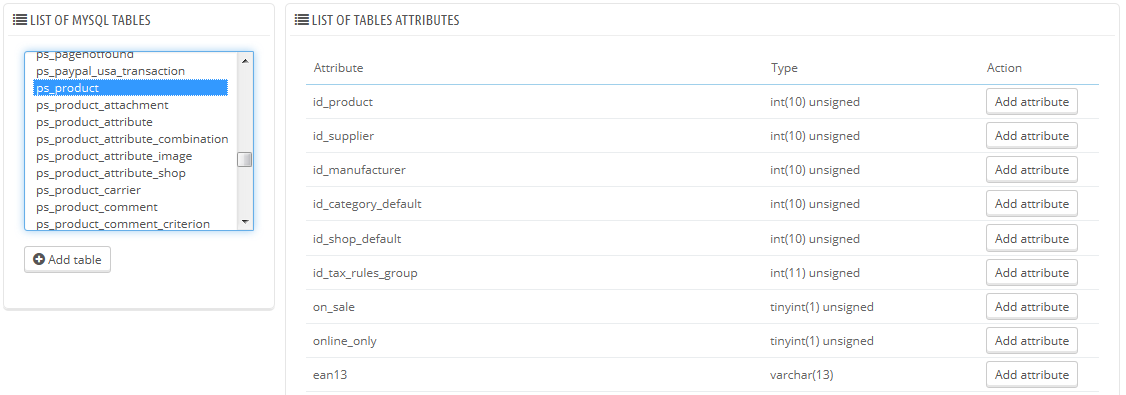 LIST OF MYSQL TABLES
ps_pagenotfound
ps_paypal_usa_transaction
ps_product
ps_product_attachment
ps_product_attribute
ps_product_attribute_combination
ps_product_attribute_image
ps_product_attribute_shop
ps_product_carrier
ps_product_comment
ps_product_comment_criterion
Add table
LIST OF TABLES ATTRIBUTES
Attribute Type Action
id_product int(10) unsigned Add attribute
id_supplier int(10) unsigned Add attribute
id_manufacturer int(10) unsigned Add attribute
id_category_default int(10) unsigned Add attribute
id_shop_default int(10) unsigned Add attribute
id_tax_rules_group int(11) unsigned Add attribute
on_sale tinyint(1) unsigned Add attribute
online_only tinyint(1) unsigned Add attribute
ean13 varchar(13) Add attribute